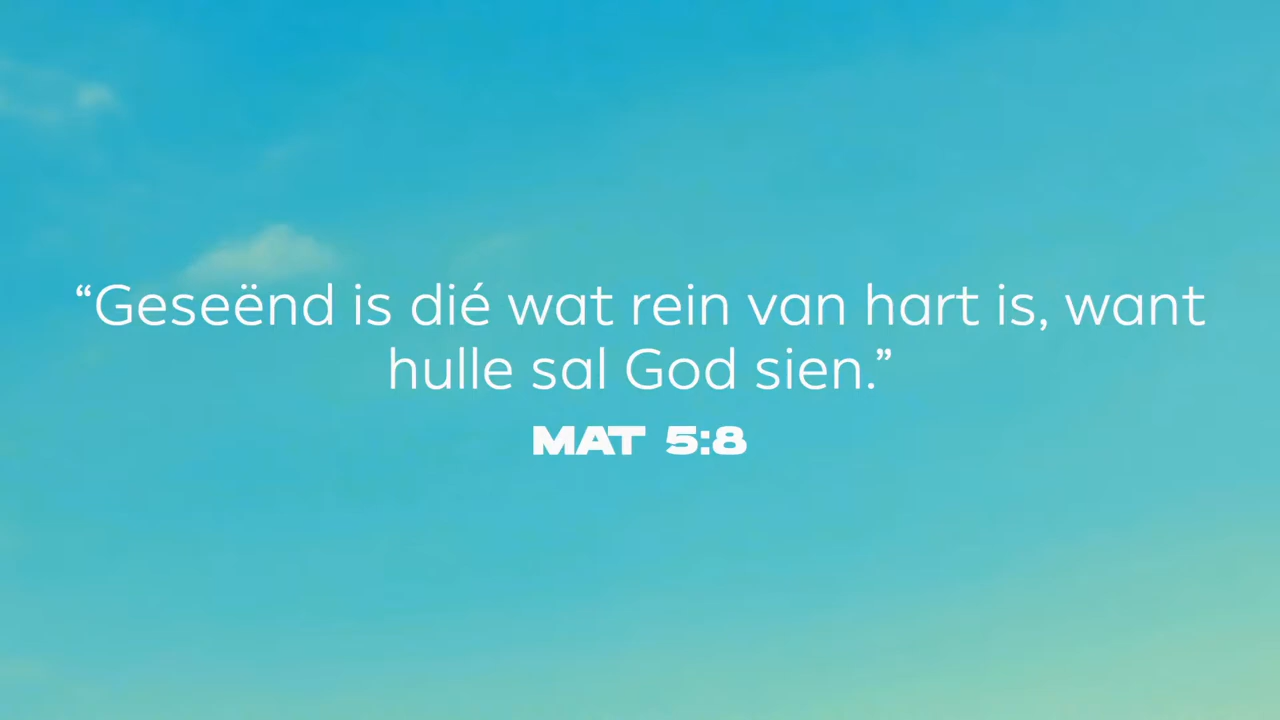 “Geseënd is dié wat rein van hart is, want
hulle sal God sien.”
MAT 5:8